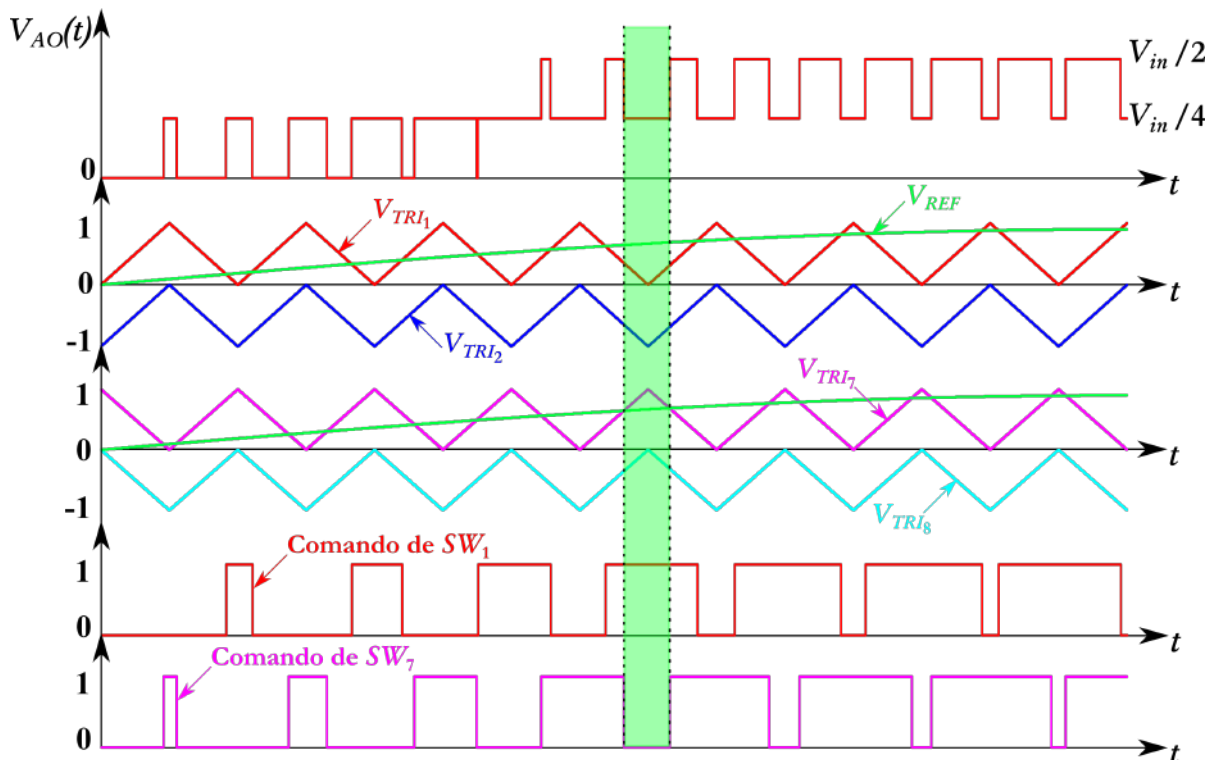 V_AO(t)
V_in /2
V_in /4
0
t
1
V_TRI₁
V_REF
0
t
-1
V_TRI₂
1
V_TRI₇
0
t
-1
V_TRI₈
Comando de SW₁
1
0
t
Comando de SW₇
1
0
t